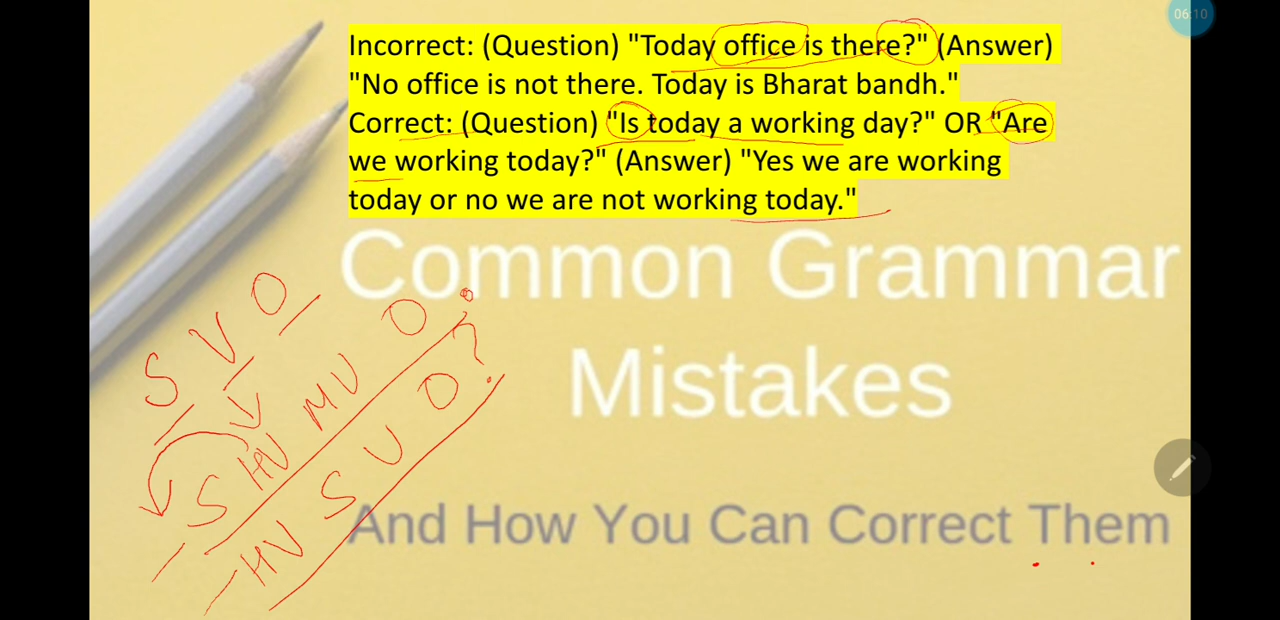 06:10
Incorrect: (Question) "Today office is there?" (Answer)
"No office is not there. Today is Bharat bandh."
Correct: (Question) "Is today a working day?" OR "Are
we working today?" (Answer) "Yes we are working
today or no we are not working today."
Common Grammar
Mistakes
And How You Can Correct Them
S V O
S HV MV O
HV S V O ?